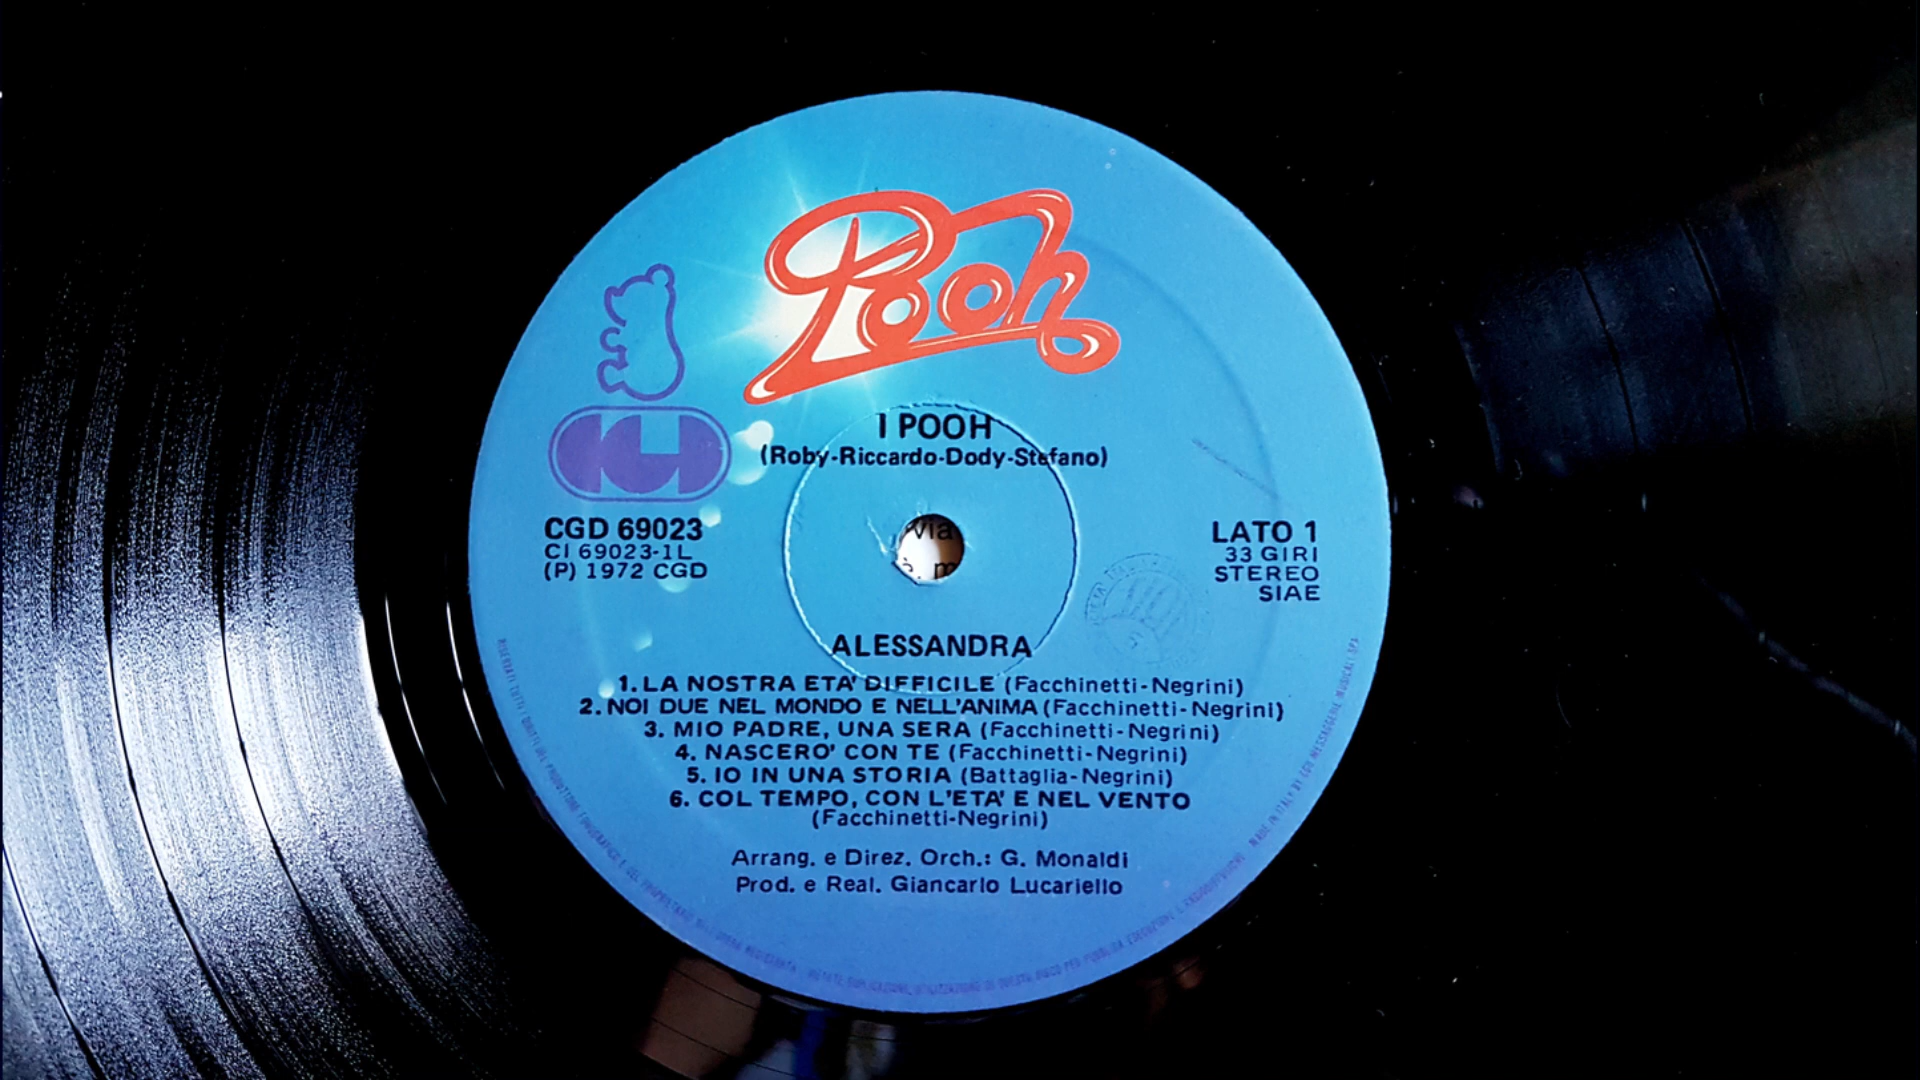 Pooh
I POOH
(Roby-Riccardo-Dody-Stefano)
CGD 69023
CI 69023-1L
(P) 1972 CGD
LATO 1
33 GIRI
STEREO
SIAE
ALESSANDRA
1. LA NOSTRA ETA' DIFFICILE (Facchinetti-Negrini)
2. NOI DUE NEL MONDO E NELL'ANIMA (Facchinetti-Negrini)
3. MIO PADRE, UNA SERA (Facchinetti-Negrini)
4. NASCERO' CON TE (Facchinetti-Negrini)
5. IO IN UNA STORIA (Battaglia-Negrini)
6. COL TEMPO, CON L'ETA' E NEL VENTO
(Facchinetti-Negrini)
Arrang. e Direz. Orch.: G. Monaldi
Prod. e Real. Giancarlo Lucariello